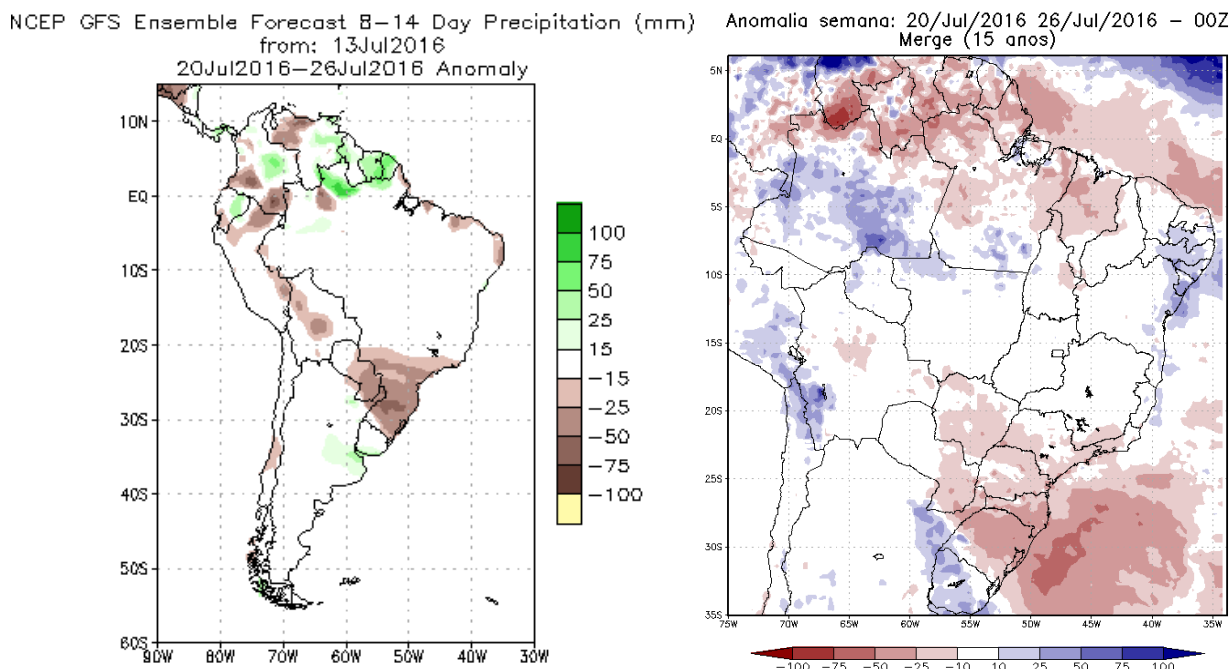 NCEP GFS Ensemble Forecast 8-14 Day Precipitation (mm)
from: 13Jul2016
20Jul2016-26Jul2016 Anomaly
10N
EQ
10S
20S
30S
40S
50S
60S
90W 80W 70W 60W 50W 40W 30W
100
75
50
25
15
-15
-25
-50
-75
-100
Anomalia semana: 20/Jul/2016 26/Jul/2016 - 00Z
Merge (15 anos)
5N
EQ
5S
10S
15S
20S
25S
30S
35S
75W 70W 65W 60W 55W 50W 45W 40W 35W
-100 -75 -50 -25 -10 10 25 50 75 100